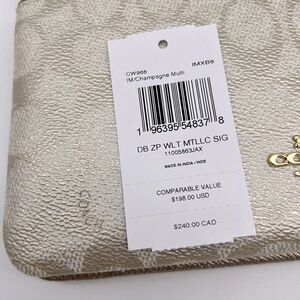 CW968 IMXB8
IM/Champagne Multi
1 96395 54837 8
DB ZP WLT MTLLC SIG
11005863JAX
MADE IN INDIA / INDE
COMPARABLE VALUE
$198.00 USD
$240.00 CAD